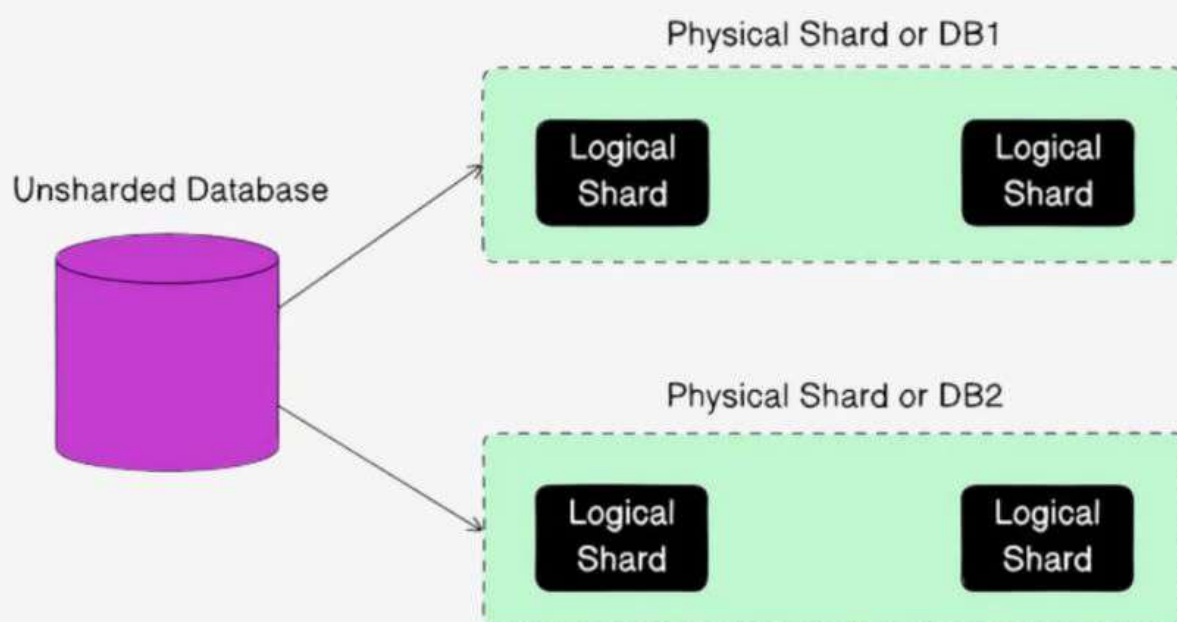 Physical Shard or DB1
Logical
Shard
Logical
Shard
Unsharded Database
Physical Shard or DB2
Logical
Shard
Logical
Shard